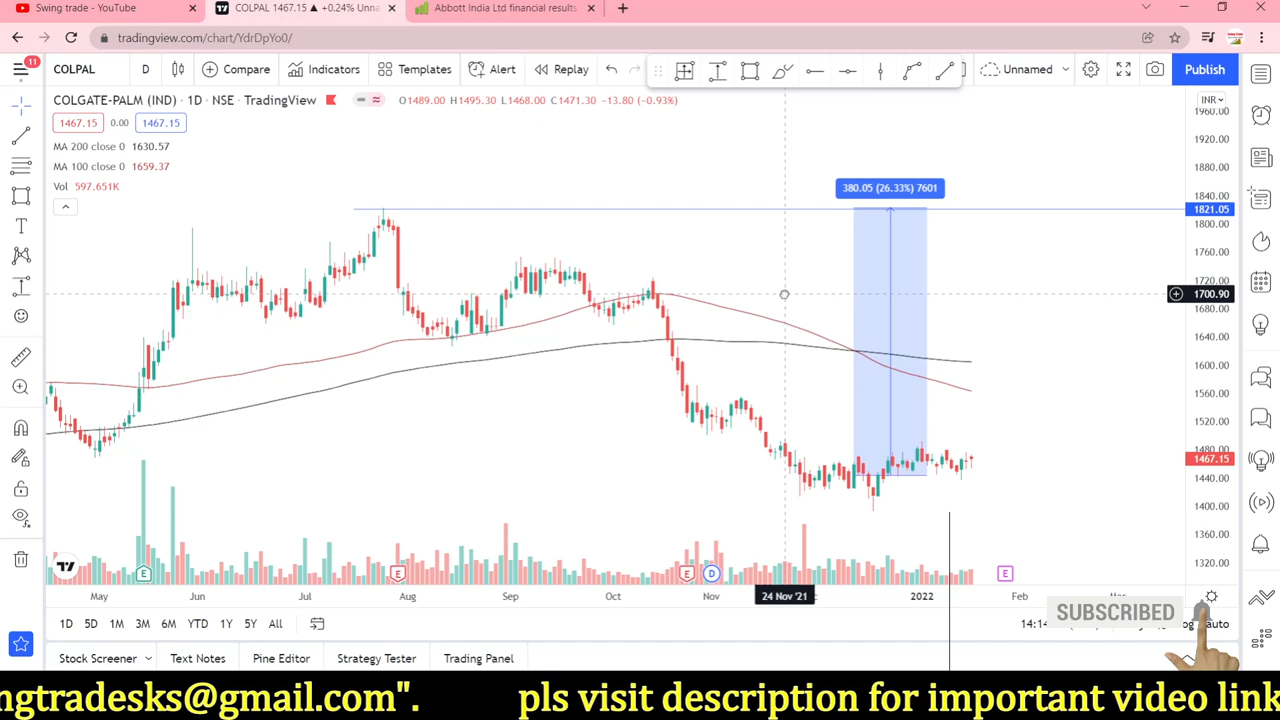 Swing trade - YouTube
COLPAL 1467.15 ▲ +0.24% Unna
Abbott India Ltd financial results
tradingview.com/chart/YdrDpYo0/
11
COLPAL
D
Compare
Indicators
Templates
Alert
Replay
Unnamed
Publish
COLGATE-PALM (IND) · 1D · NSE · TradingView
O1489.00 H1495.30 L1468.00 C1471.30 -13.80 (-0.93%)
INR
1467.15
0.00
1467.15
MA 200 close 0 1630.57
MA 100 close 0 1659.37
Vol 597.651K
380.05 (26.33%) 7601
1960.00
1920.00
1880.00
1840.00
1821.05
1800.00
1760.00
1720.00
1700.90
1680.00
1640.00
1600.00
1560.00
1520.00
1480.00
1467.15
1440.00
1400.00
1360.00
1320.00
E
E
E
D
E
May
Jun
Jul
Aug
Sep
Oct
Nov
24 Nov '21
2022
Feb
1D
5D
1M
3M
6M
YTD
1Y
5Y
All
14:14
auto
SUBSCRIBED
Stock Screener
Text Notes
Pine Editor
Strategy Tester
Trading Panel
ngtradesks@gmail.com".
pls visit description for important video link